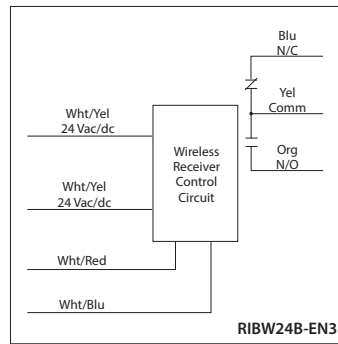 Blu
N/C
Yel
Comm
Org
N/O
Wht/Yel
24 Vac/dc
Wireless
Receiver
Control
Circuit
Wht/Yel
24 Vac/dc
Wht/Red
Wht/Blu
RIBW24B-EN3